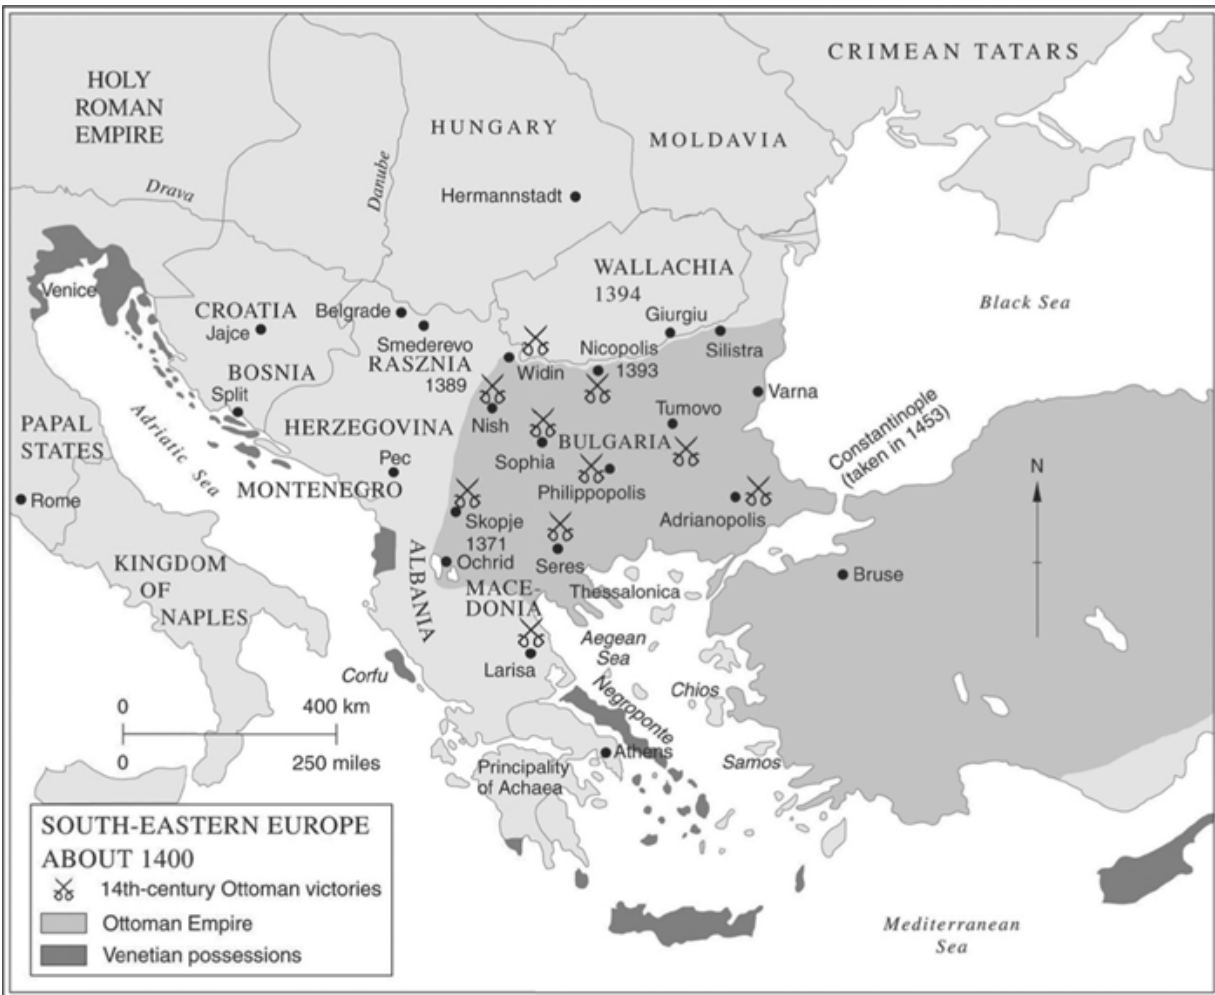 CRIMEAN TATARS
HOLY
ROMAN
EMPIRE
HUNGARY
MOLDAVIA
Drava
Danube
Hermannstadt
WALLACHIA
1394
Venice
Black Sea
CROATIA
Jajce
Belgrade
Smederevo
Giurgiu
Silistra
RASZNIA
1389
Nicopolis
1393
Widin
BOSNIA
Split
Varna
Nish
Tumovo
PAPAL
STATES
Adriatic Sea
HERZEGOVINA
Sophia
BULGARIA
Constantinople
(taken in 1453)
Pec
N
Rome
MONTENEGRO
Philippopolis
Adrianopolis
Skopje
1371
Ochrid
Seres
KINGDOM
OF
NAPLES
ALBANIA
MACE-
DONIA
Thessalonica
Bruse
Aegean
Sea
Larisa
Corfu
Negroponte
Chios
0 400 km
0 250 miles
Athens
Samos
Principality
of Achaea
SOUTH-EASTERN EUROPE
ABOUT 1400
14th-century Ottoman victories
Ottoman Empire
Venetian possessions
Mediterranean
Sea